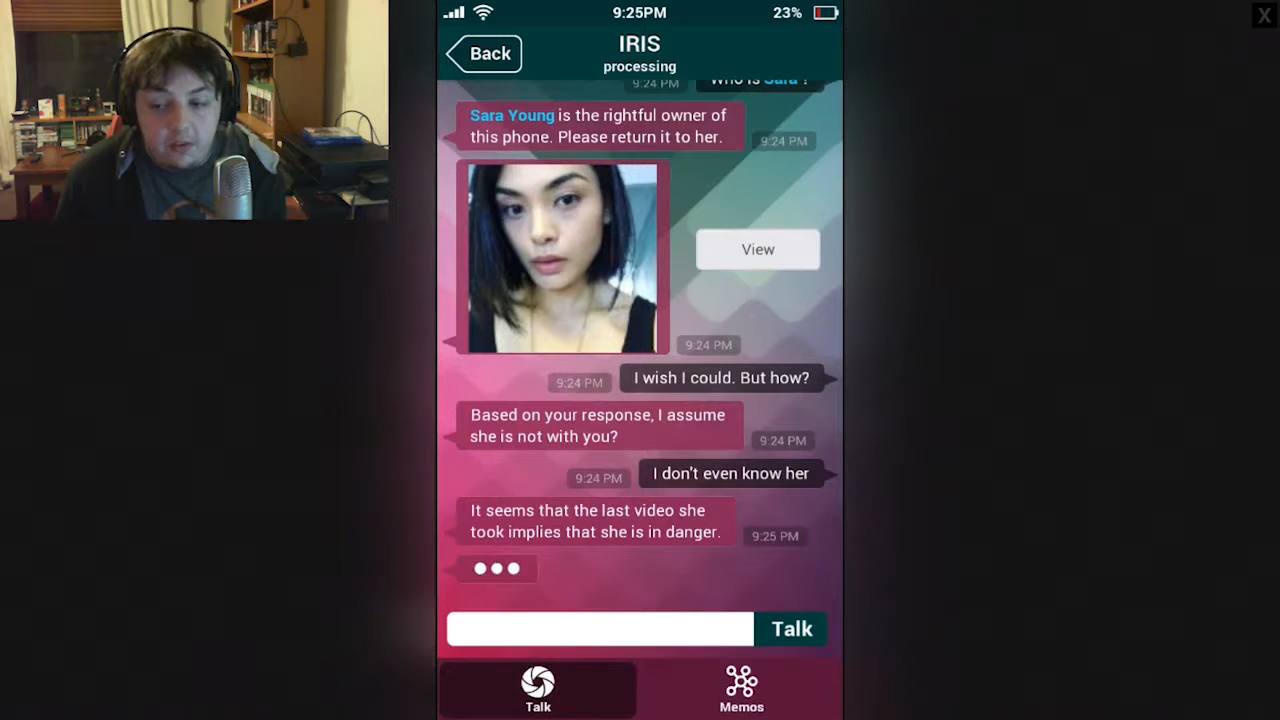 9:25PM
23%
X
Back
IRIS
processing
9:24 PM
Who is Sara ?
Sara Young is the rightful owner of
this phone. Please return it to her.
9:24 PM
View
9:24 PM
9:24 PM
I wish I could. But how?
Based on your response, I assume
she is not with you?
9:24 PM
9:24 PM
I don't even know her
It seems that the last video she
took implies that she is in danger.
9:25 PM
Talk
Talk
Memos